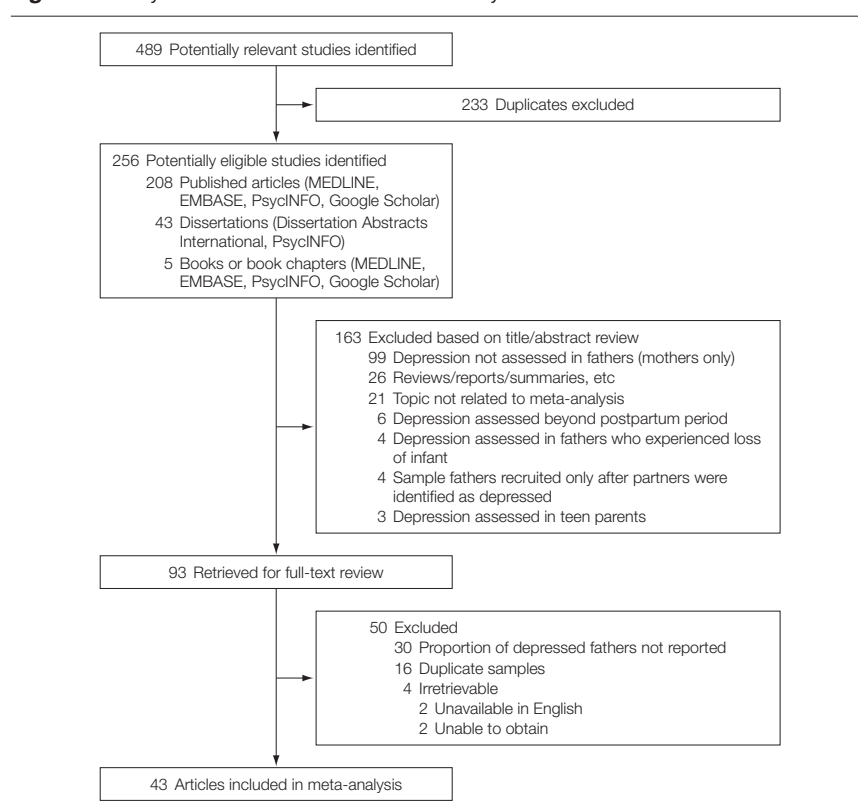 489 Potentially relevant studies identified
233 Duplicates excluded
256 Potentially eligible studies identified
208 Published articles (MEDLINE,
EMBASE, PsycINFO, Google Scholar)
43 Dissertations (Dissertation Abstracts
International, PsycINFO)
5 Books or book chapters (MEDLINE,
EMBASE, PsycINFO, Google Scholar)
163 Excluded based on title/abstract review
99 Depression not assessed in fathers (mothers only)
26 Reviews/reports/summaries, etc
21 Topic not related to meta-analysis
6 Depression assessed beyond postpartum period
4 Depression assessed in fathers who experienced loss
of infant
4 Sample fathers recruited only after partners were
identified as depressed
3 Depression assessed in teen parents
93 Retrieved for full-text review
50 Excluded
30 Proportion of depressed fathers not reported
16 Duplicate samples
4 Irretrievable
2 Unavailable in English
2 Unable to obtain
43 Articles included in meta-analysis